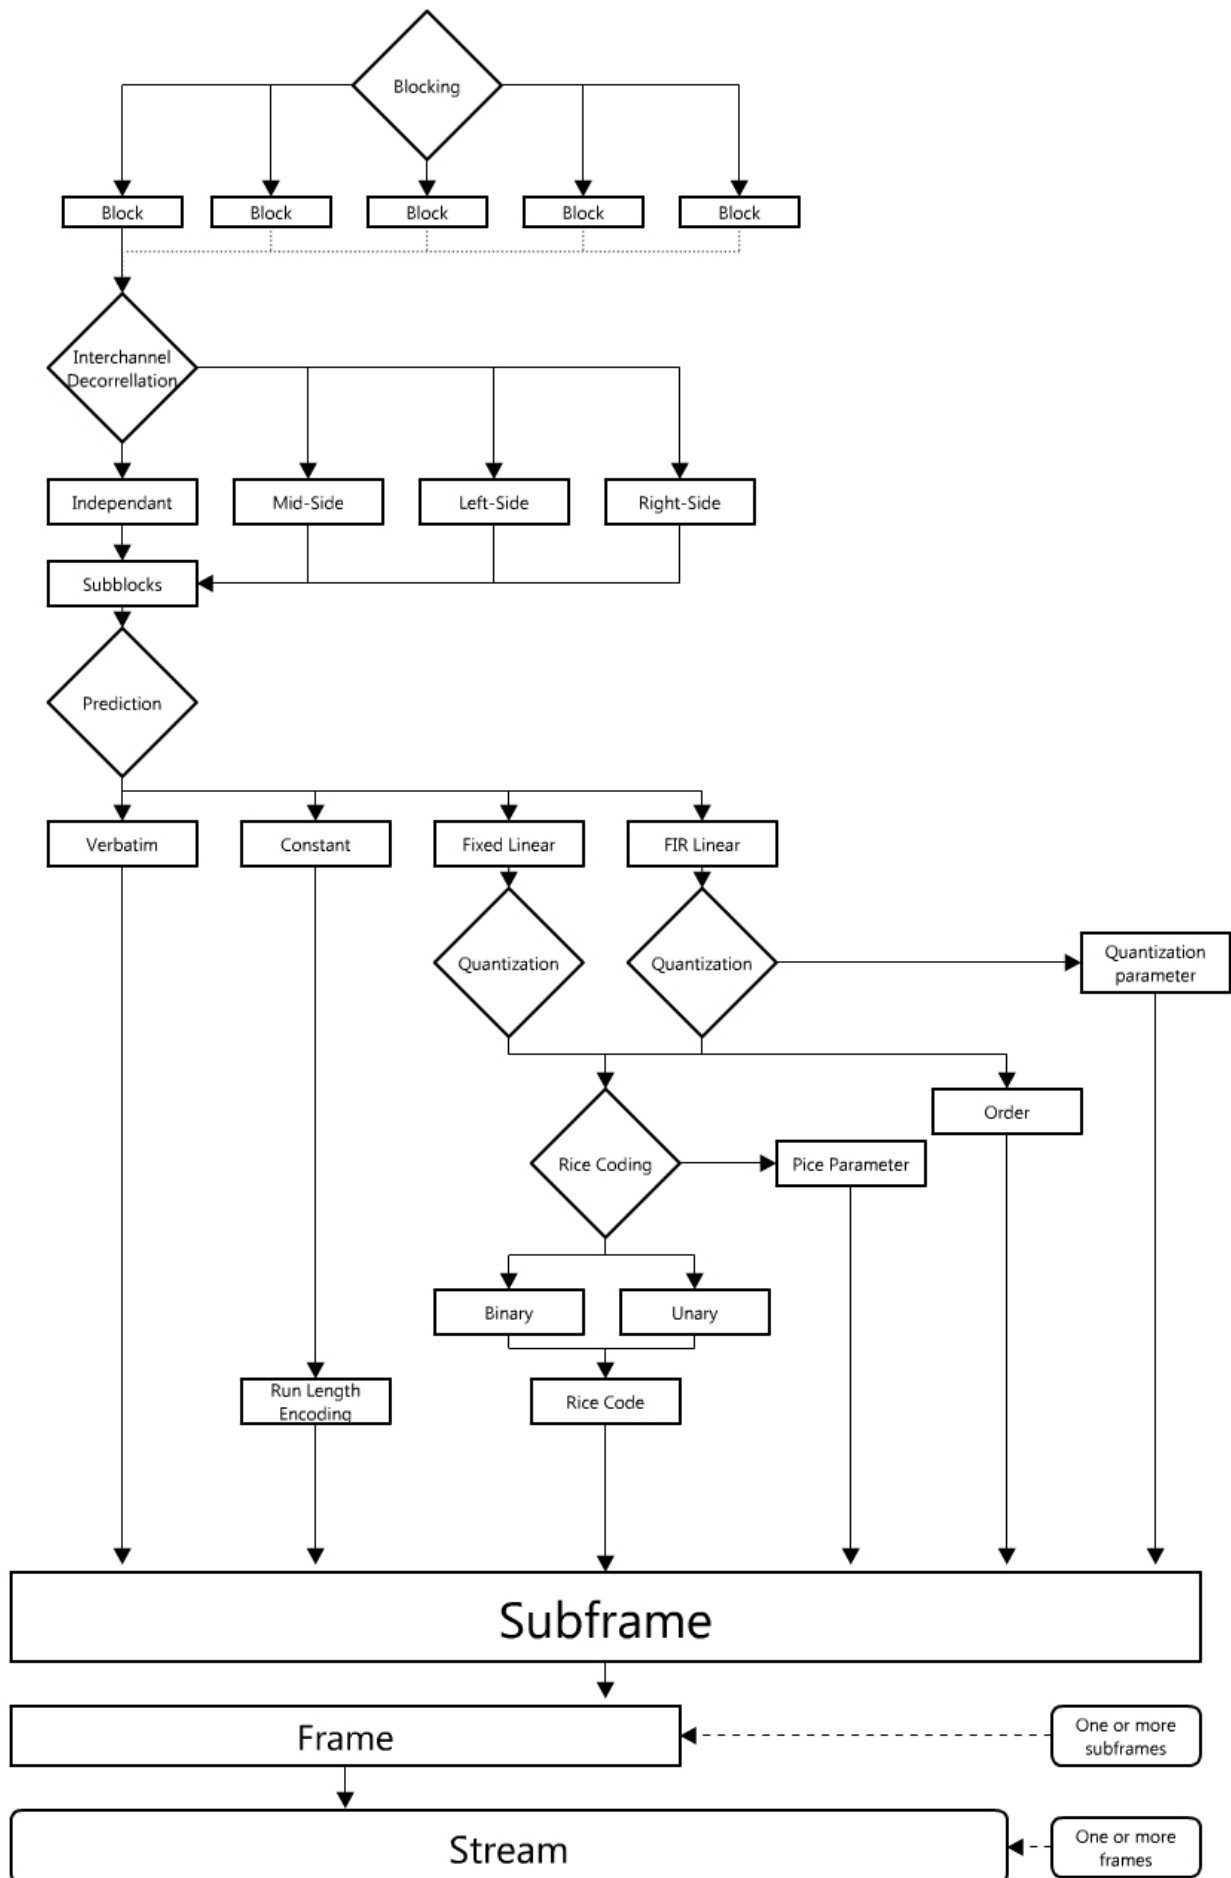 Blocking
Block
Block
Block
Block
Block
Interchannel
Decorrellation
Independant
Mid-Side
Left-Side
Right-Side
Subblocks
Prediction
Verbatim
Constant
Fixed Linear
FIR Linear
Quantization
Quantization
Quantization
parameter
Order
Rice Coding
Pice Parameter
Binary
Unary
Run Length
Encoding
Rice Code
Subframe
Frame
One or more
subframes
Stream
One or more
frames